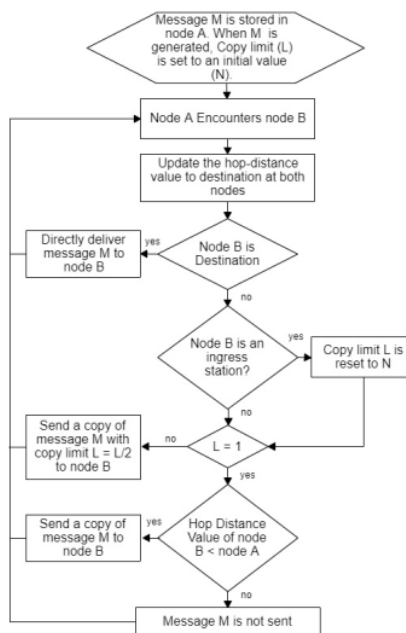 Message M is stored in
node A. When M is
generated, Copy limit (L)
is set to an initial value
(N).
Node A Encounters node B
Update the hop-distance
value to destination at both
nodes
Directly deliver
message M to
node B
yes
Node B is
Destination
no
Node B is an
ingress
station?
yes
Copy limit L is
reset to N
no
Send a copy of
message M with
copy limit L = L/2
to node B
no
L = 1
yes
Send a copy of
message M to
node B
yes
Hop Distance
Value of node
B < node A
no
Message M is not sent